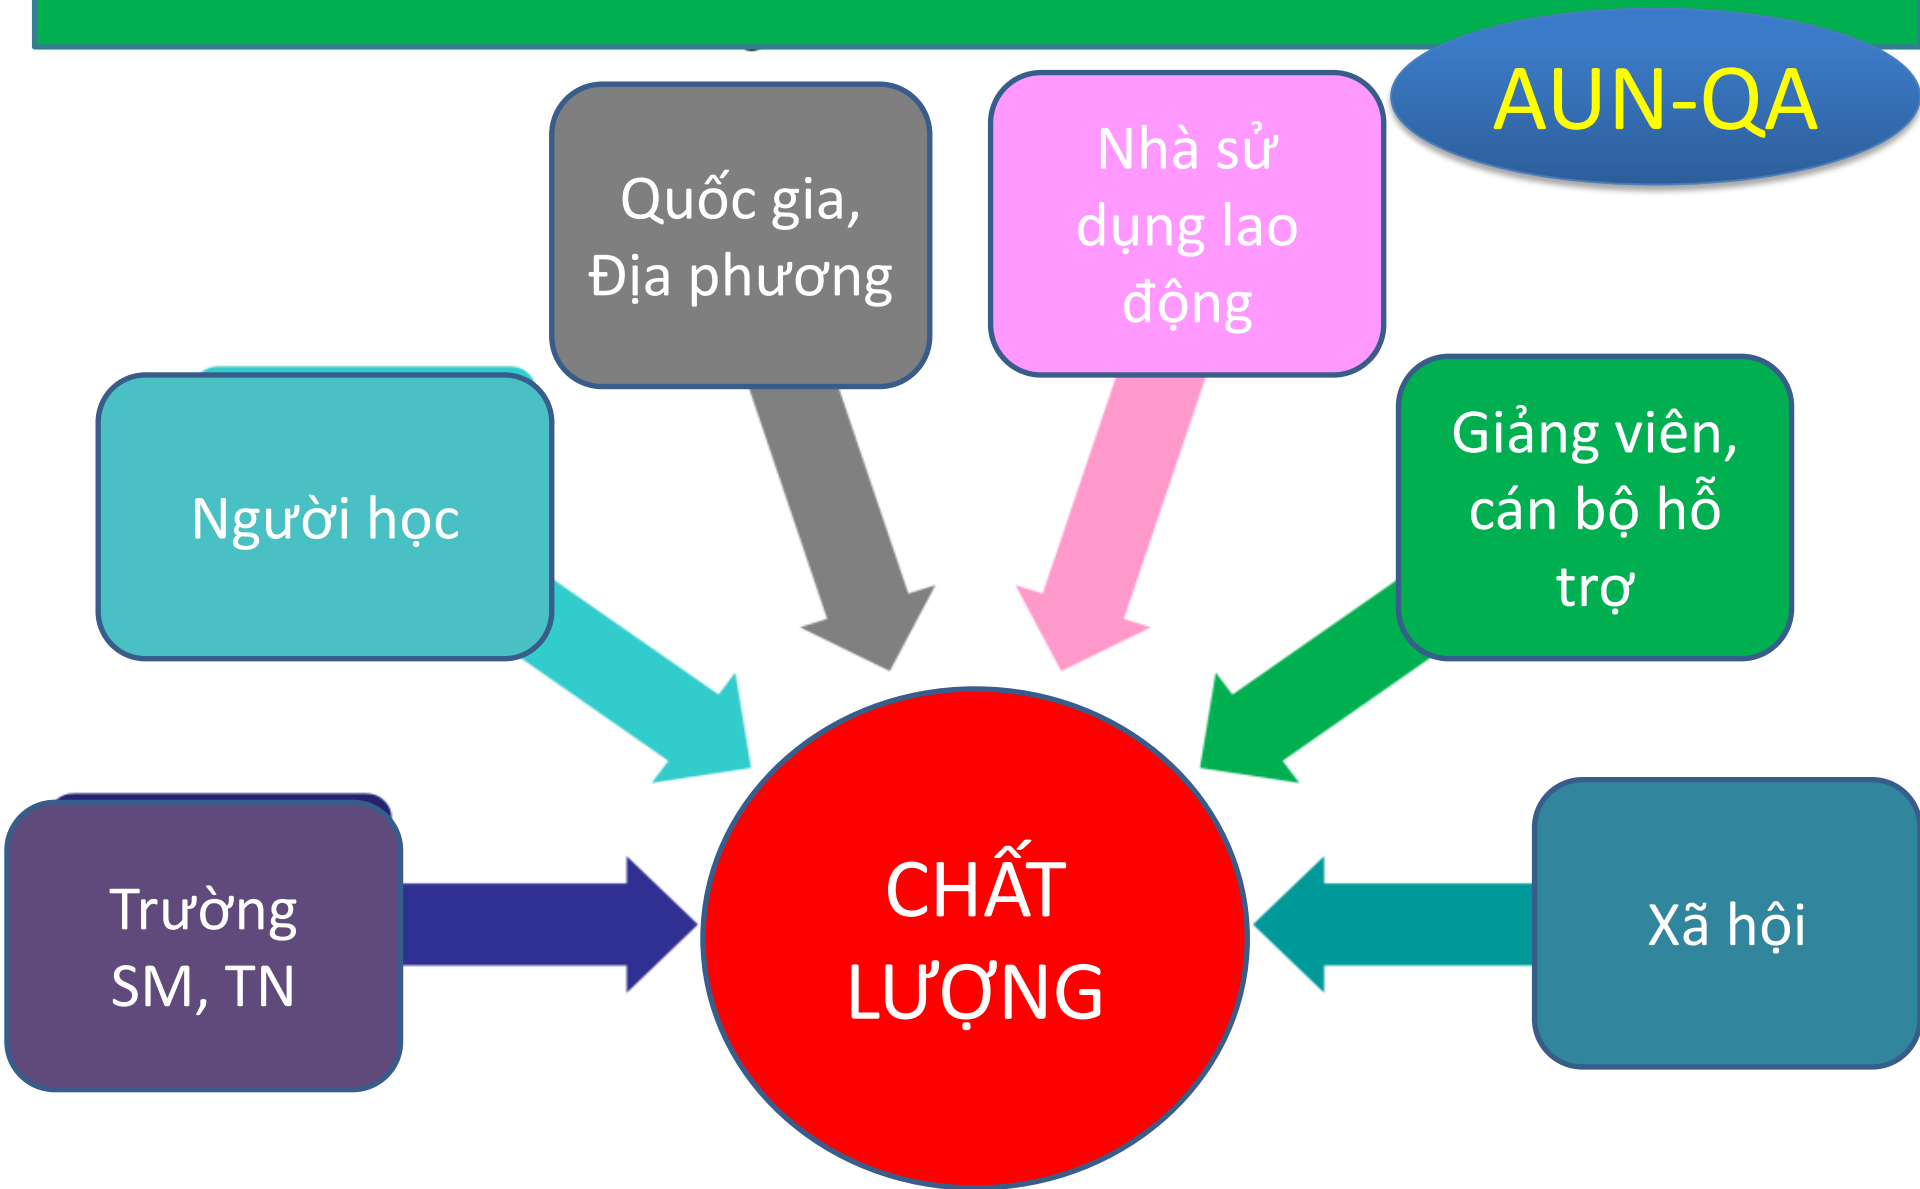 AUN-QA
Quốc gia,
Địa phương
Nhà sử
dụng lao
động
Người học
Giảng viên,
cán bộ hỗ
trợ
Trường
SM, TN
CHẤT
LƯỢNG
Xã hội